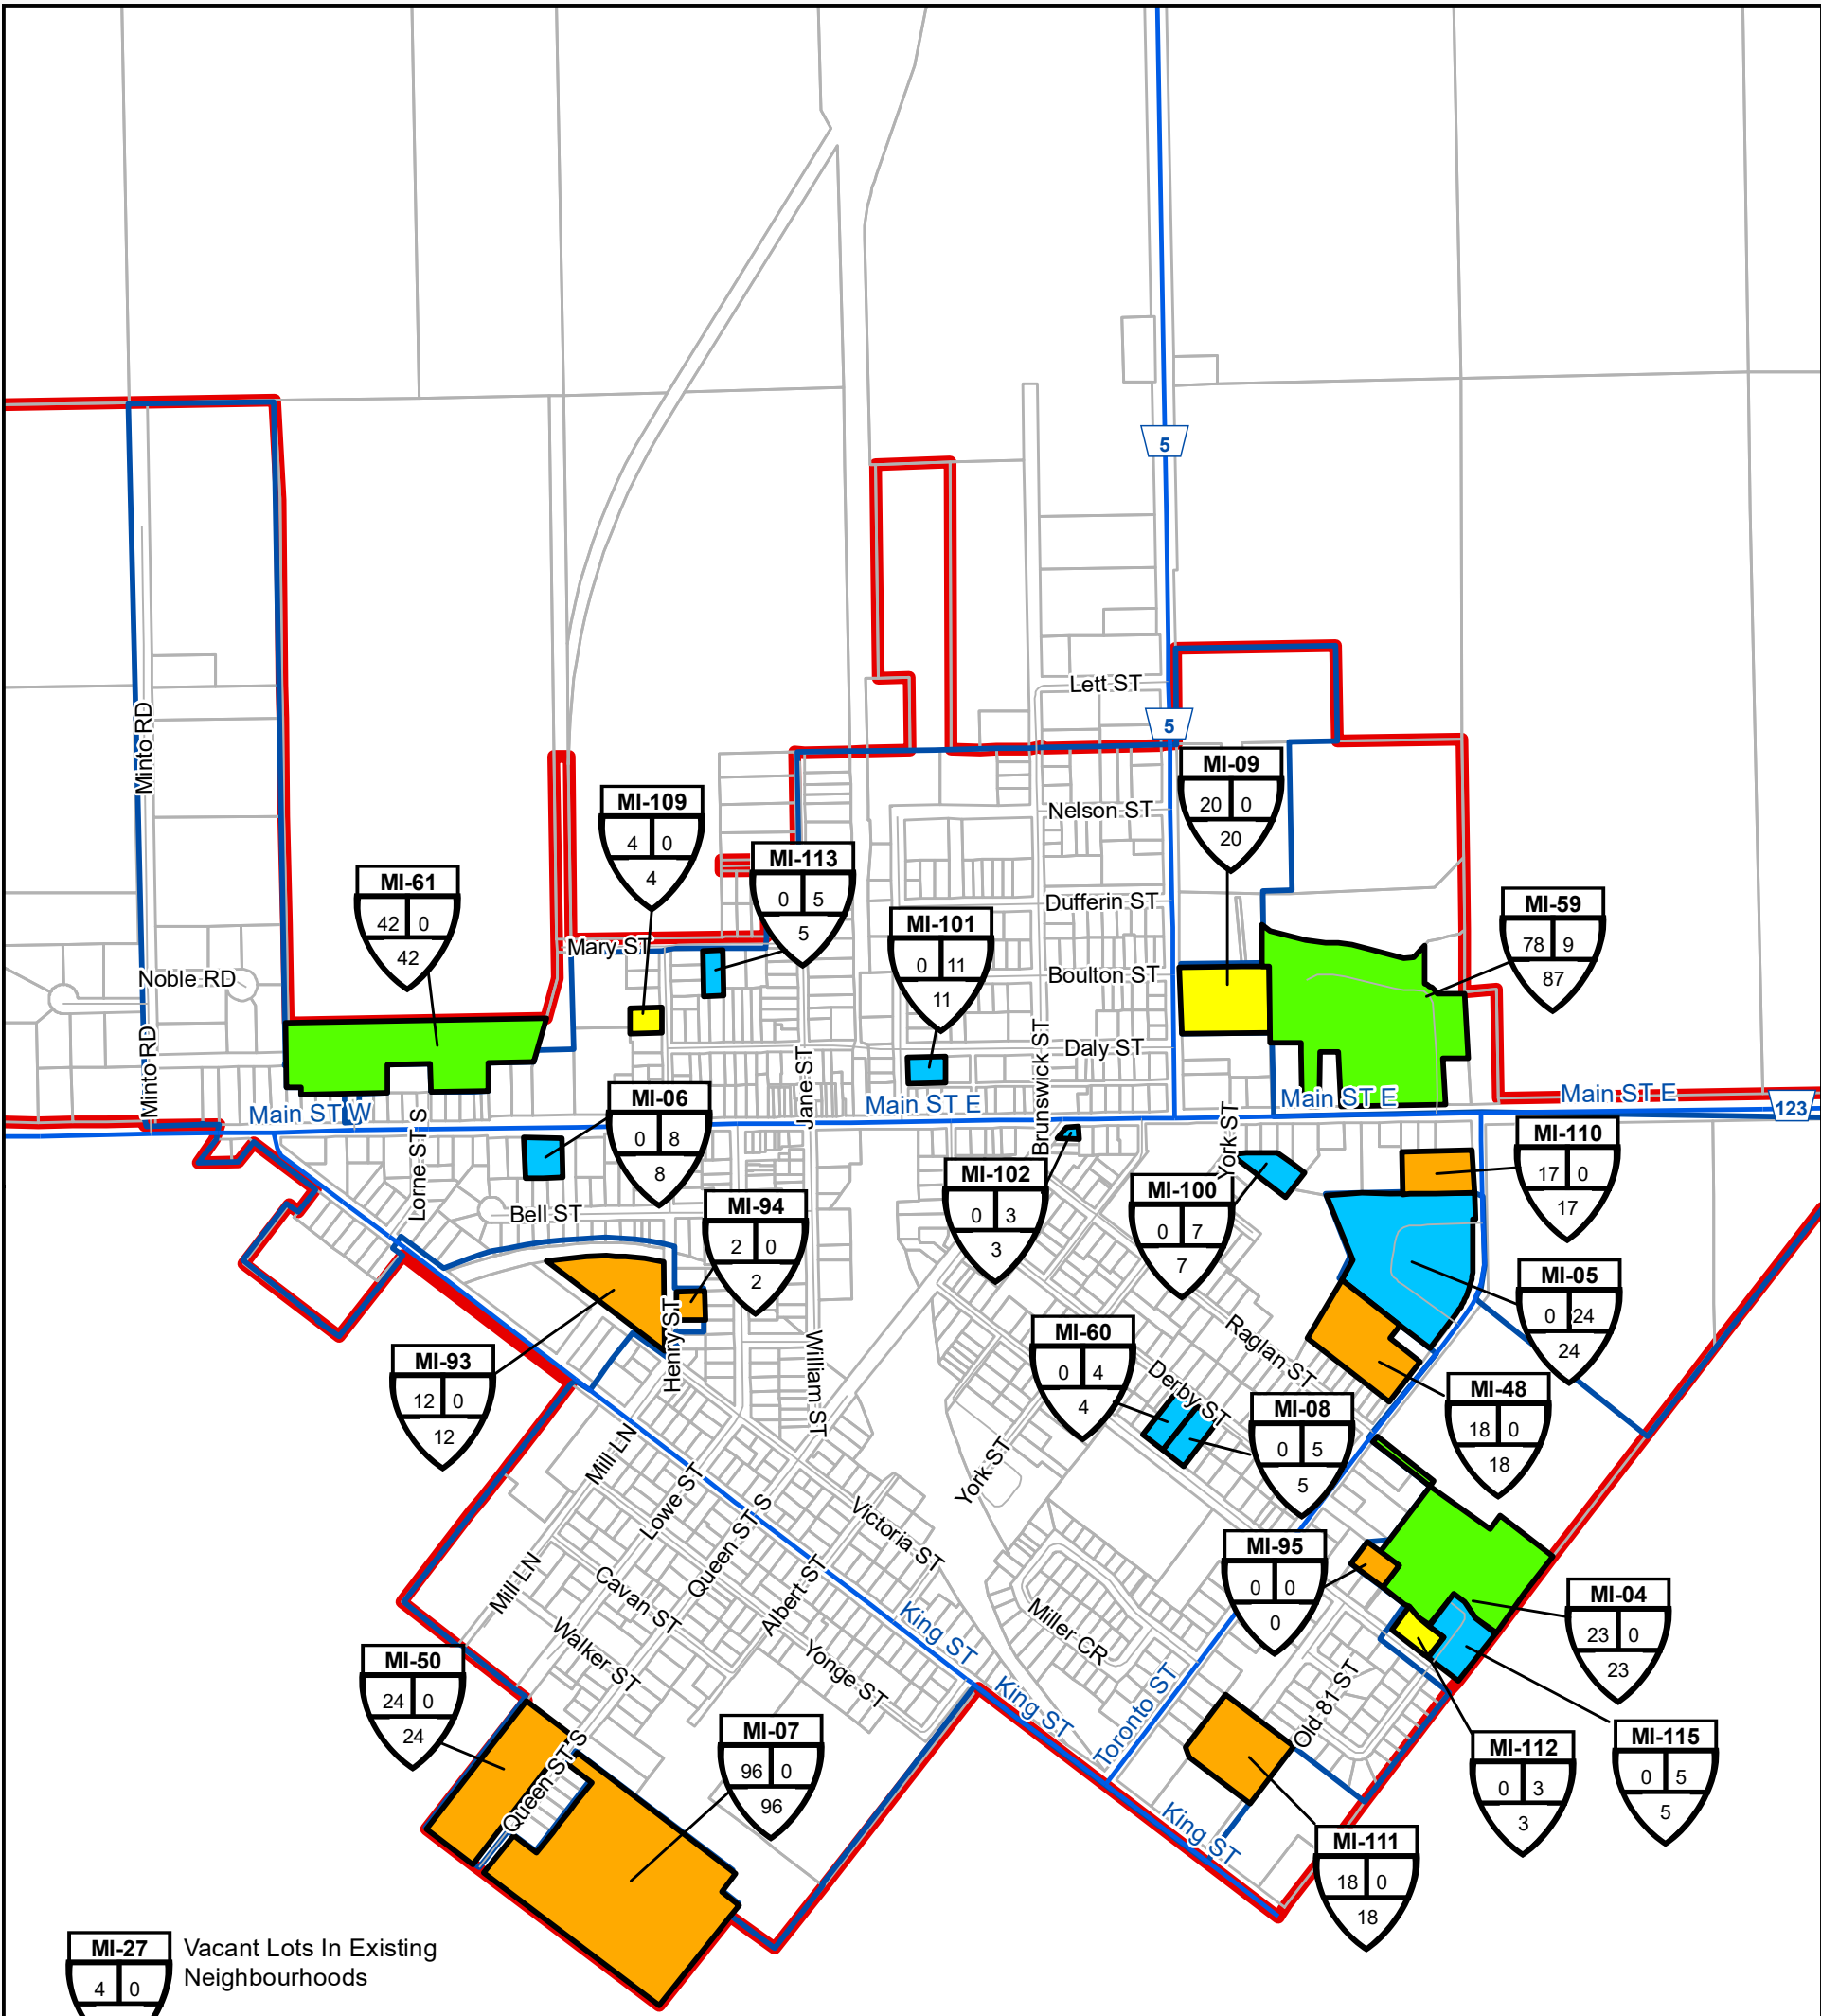 5
Lett ST
5
Minto RD
MI-09
20 0
20
MI-109
4 0
4
Nelson ST
MI-113
0 5
5
MI-61
42 0
42
Dufferin ST
MI-59
78 9
87
MI-101
0 11
11
Mary ST
Noble RD
Boulton ST
Minto RD
Jane ST
Brunswick ST
Daly ST
Main ST W
Main ST E
Main ST E
Main ST E
123
MI-06
0 8
8
Lorne ST S
York ST
MI-110
17 0
17
MI-102
0 3
3
MI-100
0 7
7
Bell ST
MI-94
2 0
2
MI-05
0 24
24
Henry ST
William ST
MI-60
0 4
4
Raglan ST
MI-93
12 0
12
Derby ST
MI-08
0 5
5
MI-48
18 0
18
Mill LN
Lowe ST
York ST
Queen ST S
Victoria ST
MI-95
0 0
0
Mill LN
Cavan ST
Albert ST
MI-04
23 0
23
King ST
Miller CR
Walker ST
Yonge ST
MI-50
24 0
24
King ST
Toronto ST
Old 81 ST
MI-07
96 0
96
Queen ST S
MI-112
0 3
3
MI-115
0 5
5
King ST
MI-111
18 0
18
MI-27
4 0
Vacant Lots In Existing
Neighbourhoods